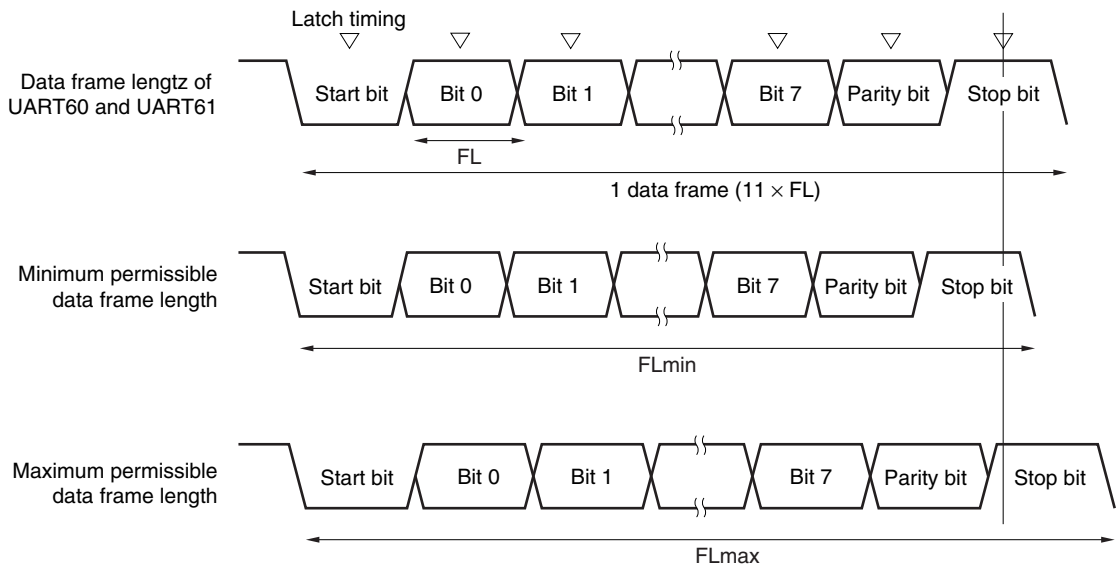 Latch timing
Data frame lengtz of
UART60 and UART61
Start bit
Bit 0
Bit 1
Bit 7
Parity bit
Stop bit
FL
1 data frame (11 × FL)
Minimum permissible
data frame length
Start bit
Bit 0
Bit 1
Bit 7
Parity bit
Stop bit
FLmin
Maximum permissible
data frame length
Start bit
Bit 0
Bit 1
Bit 7
Parity bit
Stop bit
FLmax